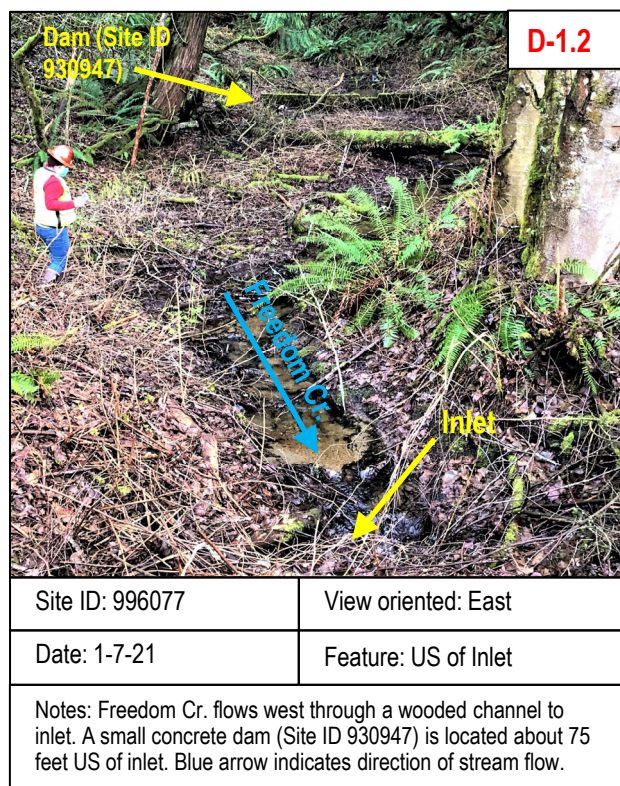 Dam (Site ID
930947)
D-1.2
Freedom Cr.
Inlet
Site ID: 996077
View oriented: East
Date: 1-7-21
Feature: US of Inlet
Notes: Freedom Cr. flows west through a wooded channel to
inlet. A small concrete dam (Site ID 930947) is located about 75
feet US of inlet. Blue arrow indicates direction of stream flow.